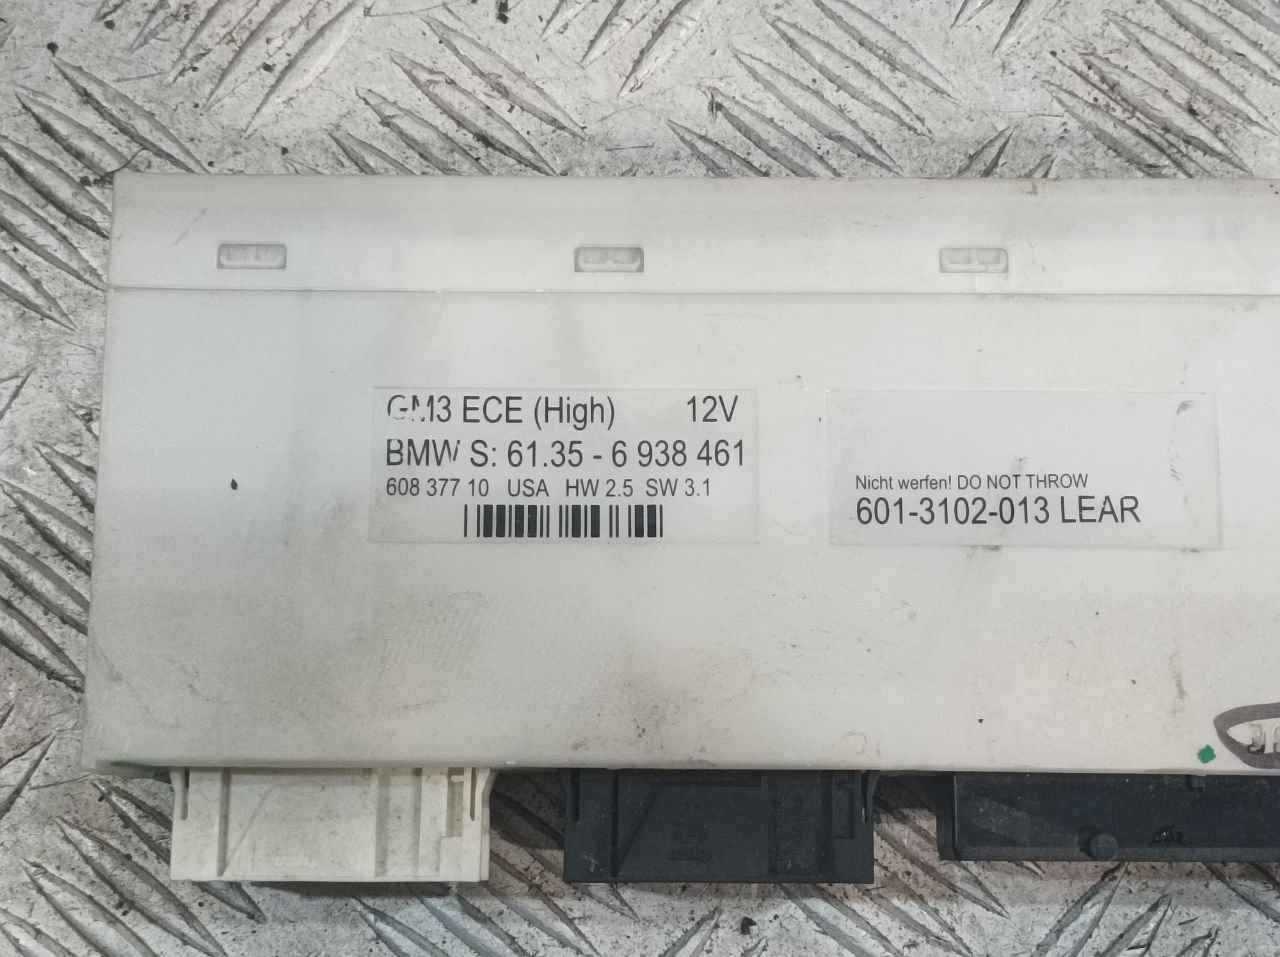 GM3 ECE (High) 12V
BMW S: 61.35 - 6 938 461
608 377 10 USA HW 2.5 SW 3.1
Nicht werfen! DO NOT THROW
601-3102-013 LEAR